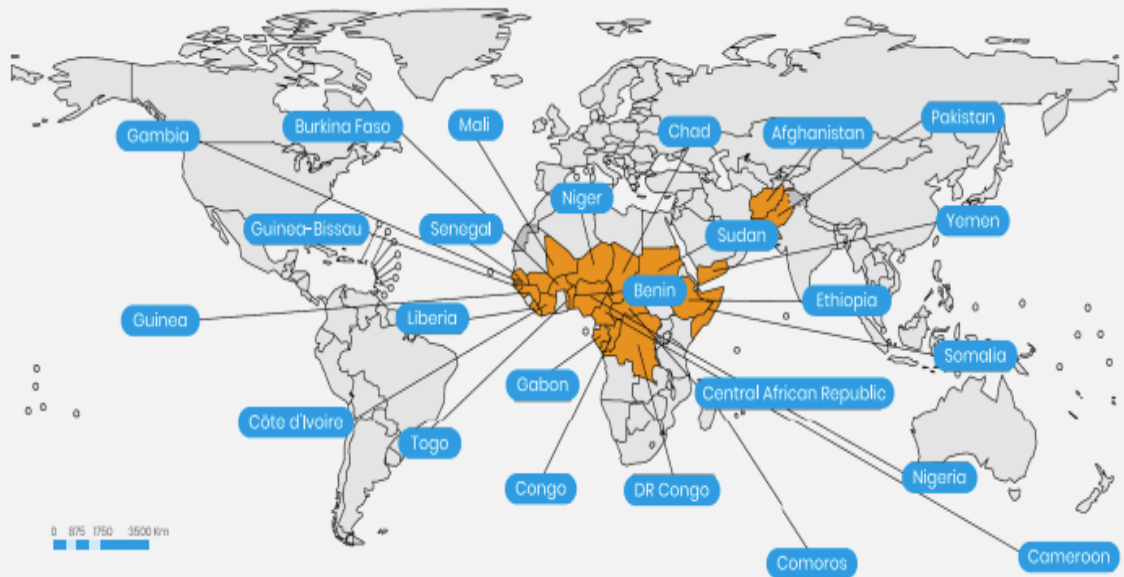 Pakistan
Burkina Faso
Mali
Chad
Afghanistan
Gambia
Niger
Yemen
Guinea-Bissau
Senegal
Sudan
Benin
Ethiopia
Guinea
Liberia
Somalia
Gabon
Central African Republic
Côte d'Ivoire
Togo
Nigeria
Congo
DR Congo
0 875 1750 3500 Km
Comoros
Cameroon